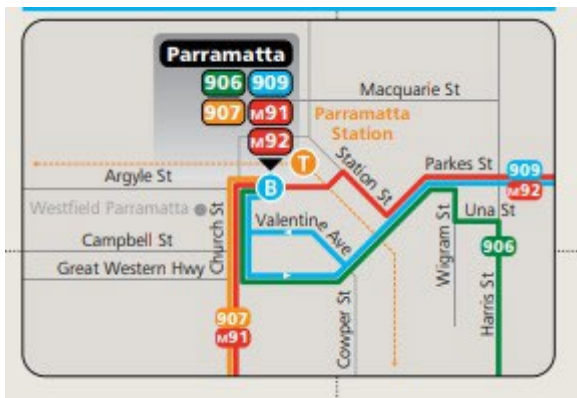 Parramatta
906 909
907 M91
M92
Macquarie St
Parramatta
Station
T
Station St
Parkes St
909
M92
Argyle St
B
Westfield Parramatta
Church St
Valentine Ave
Wigram St
Una St
Campbell St
906
Great Western Hwy
Harris St
Cowper St
907
M91